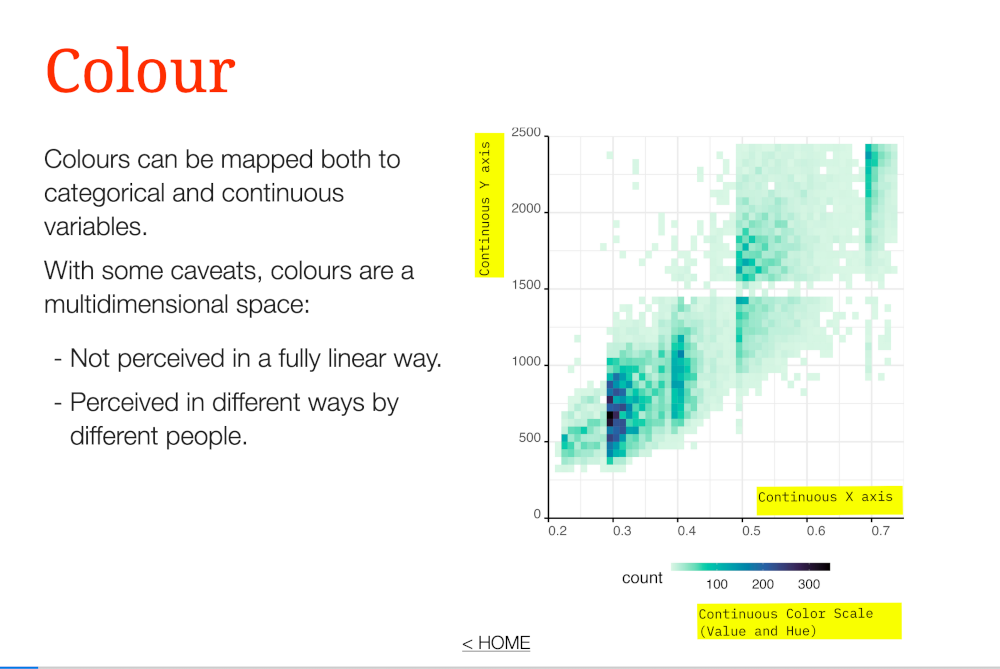 Colour
Colours can be mapped both to
categorical and continuous
variables.
With some caveats, colours are a
multidimensional space:
- Not perceived in a fully linear way.
- Perceived in different ways by
different people.
Continuous Y axis
2500
2000
1500
1000
500
0
0.2 0.3 0.4 0.5 0.6 0.7
Continuous X axis
count
100 200 300
Continuous Color Scale
(Value and Hue)
< HOME